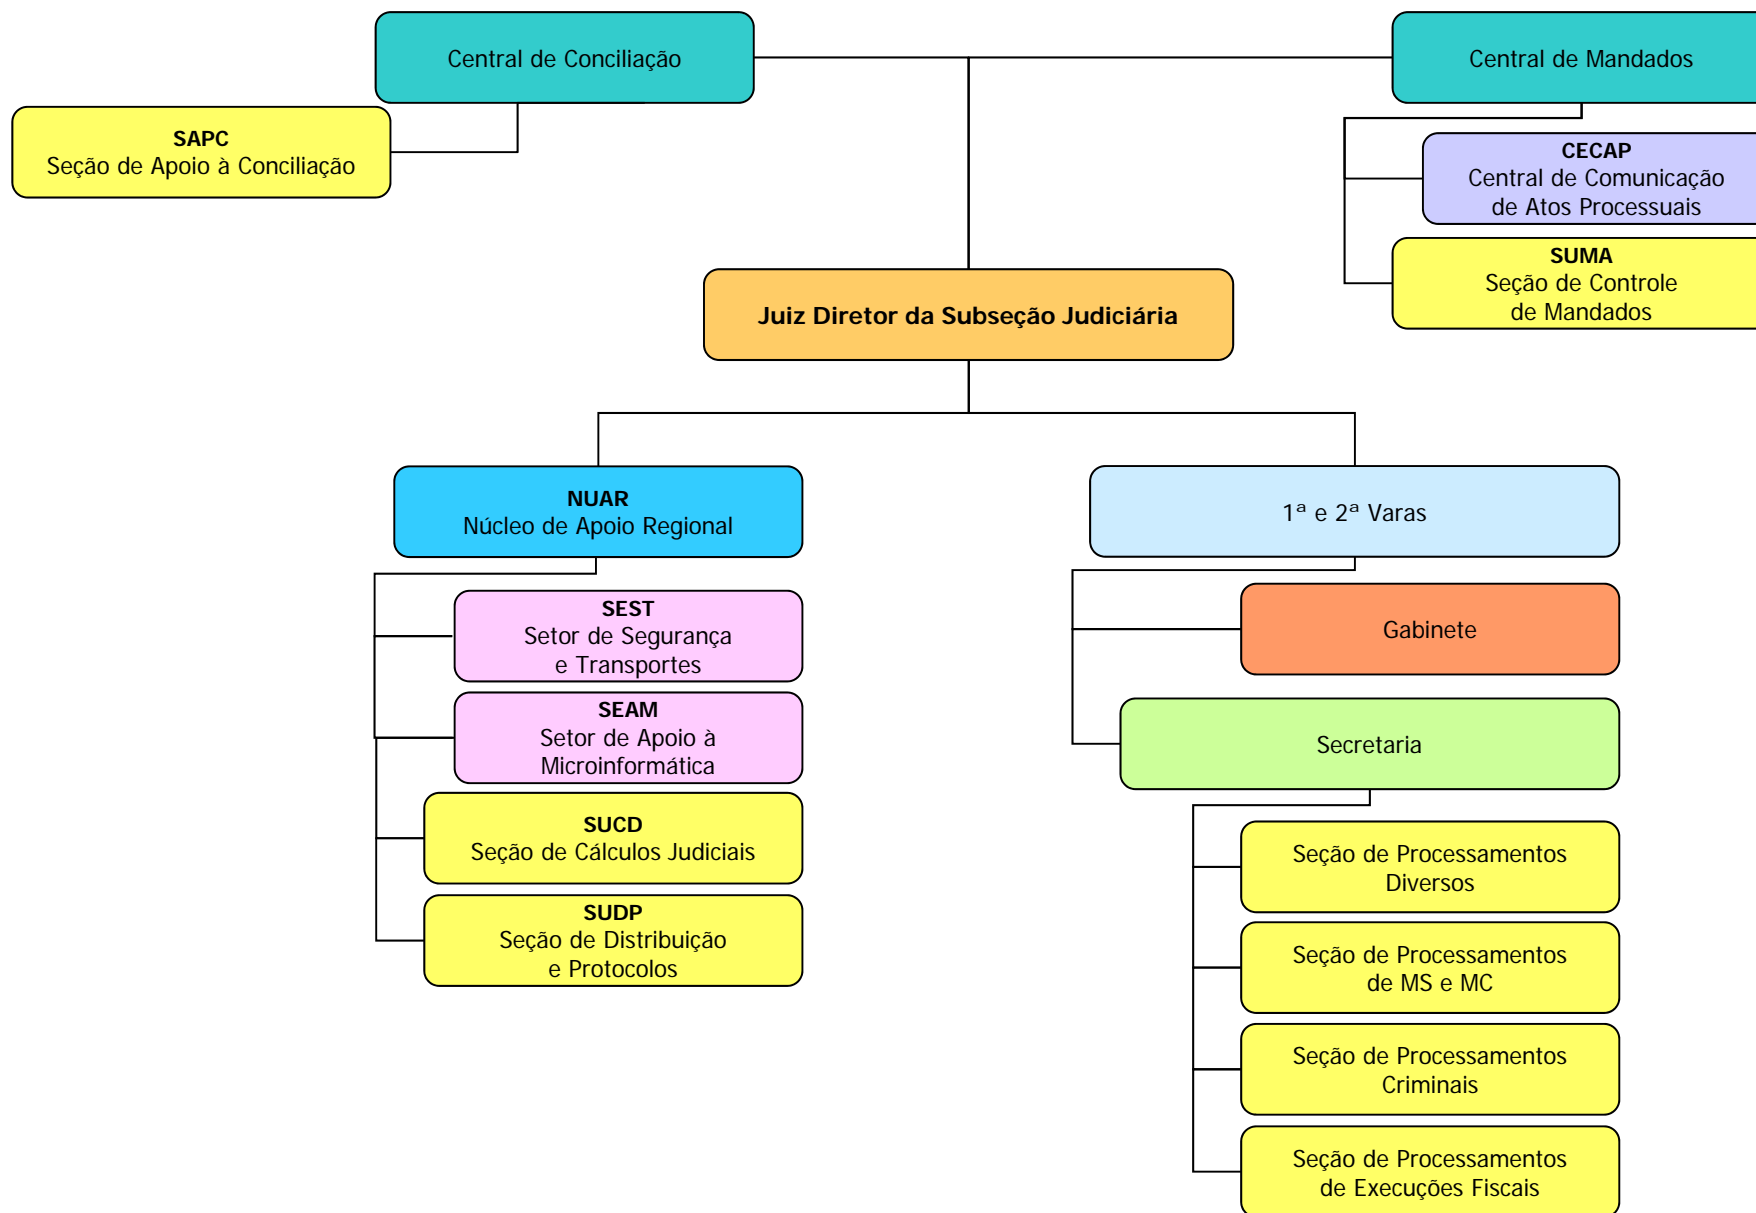 Central de Conciliação
Central de Mandados
SAPC
Seção de Apoio à Conciliação
CECAP
Central de Comunicação
de Atos Processuais
SUMA
Seção de Controle
de Mandados
Juiz Diretor da Subseção Judiciária
NUAR
Núcleo de Apoio Regional
SEST
Setor de Segurança
e Transportes
SEAM
Setor de Apoio à
Microinformática
SUCD
Seção de Cálculos Judiciais
SUDP
Seção de Distribuição
e Protocolos
1ª e 2ª Varas
Gabinete
Secretaria
Seção de Processamentos
Diversos
Seção de Processamentos
de MS e MC
Seção de Processamentos
Criminais
Seção de Processamentos
de Execuções Fiscais